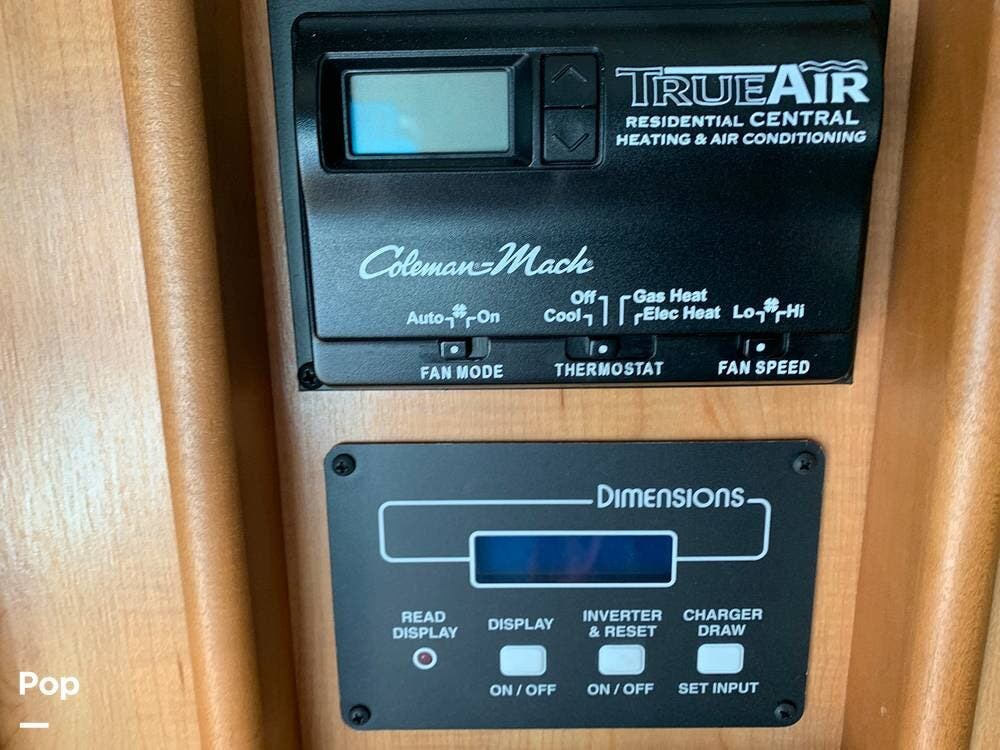 TRUEAIR
RESIDENTIAL CENTRAL
HEATING & AIR CONDITIONING
Coleman-Mach
Auto On
Off
Cool
Gas Heat
Elec Heat
Lo Hi
FAN MODE
THERMOSTAT
FAN SPEED
DIMENSIONS
READ
DISPLAY
DISPLAY
INVERTER
& RESET
CHARGER
DRAW
ON / OFF
ON / OFF
SET INPUT
Pop